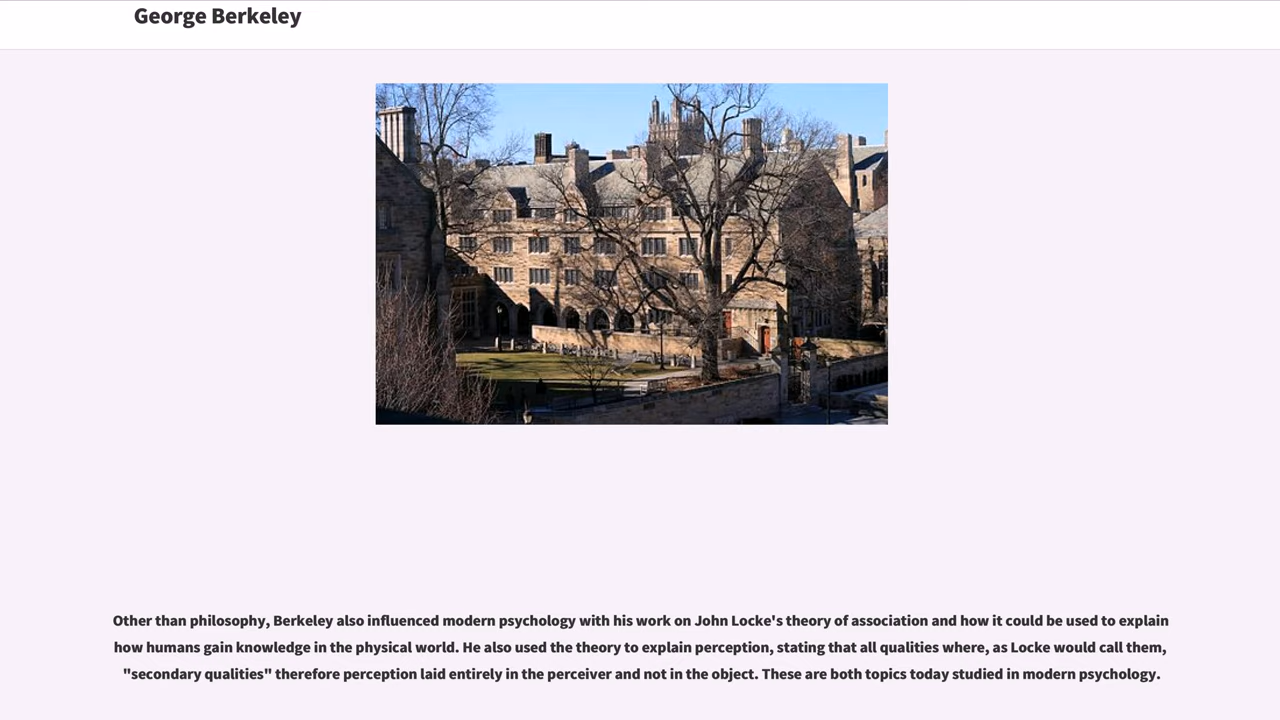 George Berkeley
Other than philosophy, Berkeley also influenced modern psychology with his work on John Locke's theory of association and how it could be used to explain
how humans gain knowledge in the physical world. He also used the theory to explain perception, stating that all qualities where, as Locke would call them,
"secondary qualities" therefore perception laid entirely in the perceiver and not in the object. These are both topics today studied in modern psychology.